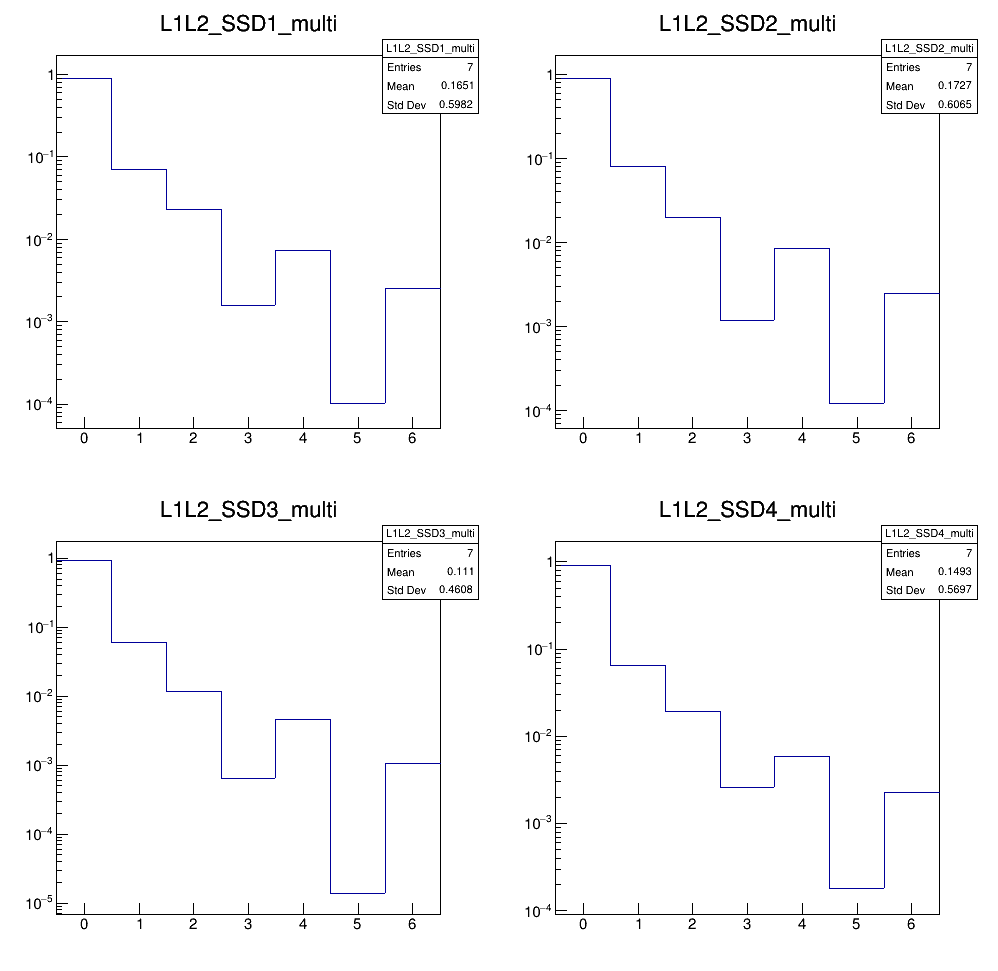 L1L2_SSD1_multi
L1L2_SSD1_multi
Entries 7
Mean 0.1651
Std Dev 0.5982
1
10⁻¹
10⁻²
10⁻³
10⁻⁴
0 1 2 3 4 5 6
L1L2_SSD2_multi
L1L2_SSD2_multi
Entries 7
Mean 0.1727
Std Dev 0.6065
1
10⁻¹
10⁻²
10⁻³
10⁻⁴
0 1 2 3 4 5 6
L1L2_SSD3_multi
L1L2_SSD3_multi
Entries 7
Mean 0.111
Std Dev 0.4608
1
10⁻¹
10⁻²
10⁻³
10⁻⁴
10⁻⁵
0 1 2 3 4 5 6
L1L2_SSD4_multi
L1L2_SSD4_multi
Entries 7
Mean 0.1493
Std Dev 0.5697
1
10⁻¹
10⁻²
10⁻³
10⁻⁴
0 1 2 3 4 5 6